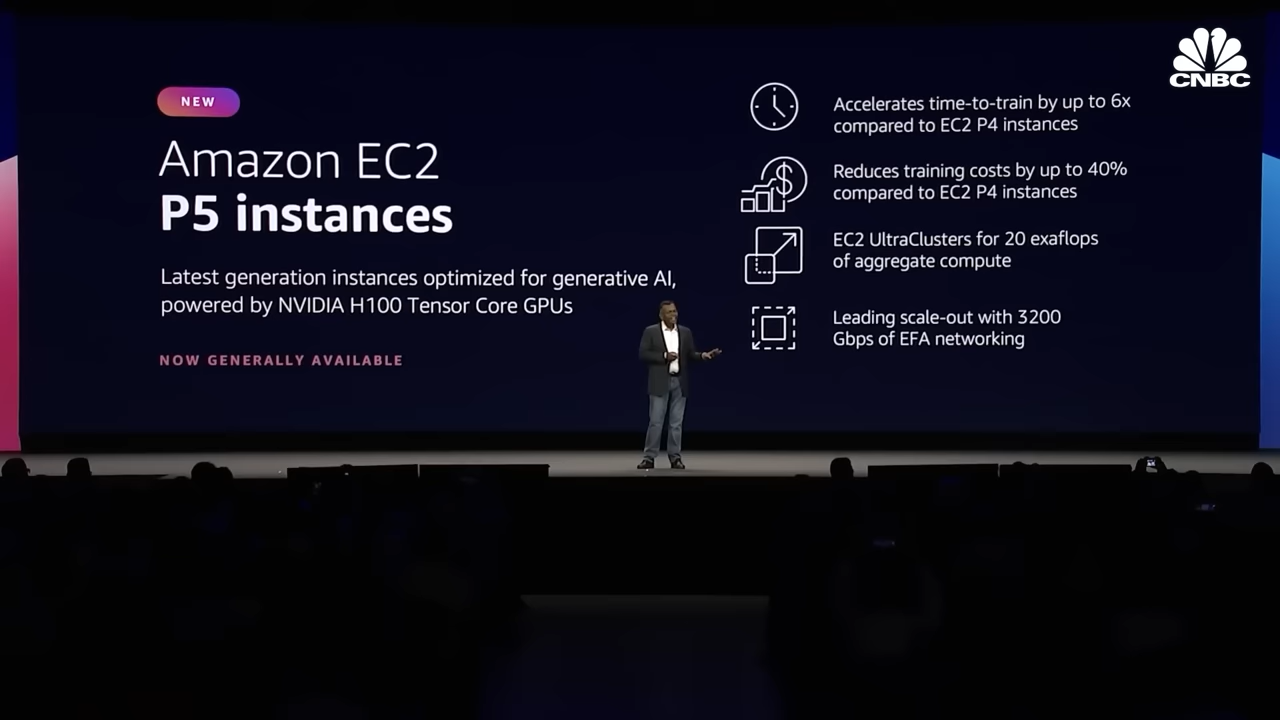 CNBC
NEW
Amazon EC2
P5 instances
Latest generation instances optimized for generative AI,
powered by NVIDIA H100 Tensor Core GPUs
NOW GENERALLY AVAILABLE
Accelerates time-to-train by up to 6x
compared to EC2 P4 instances
$
Reduces training costs by up to 40%
compared to EC2 P4 instances
EC2 UltraClusters for 20 exaflops
of aggregate compute
Leading scale-out with 3200
Gbps of EFA networking